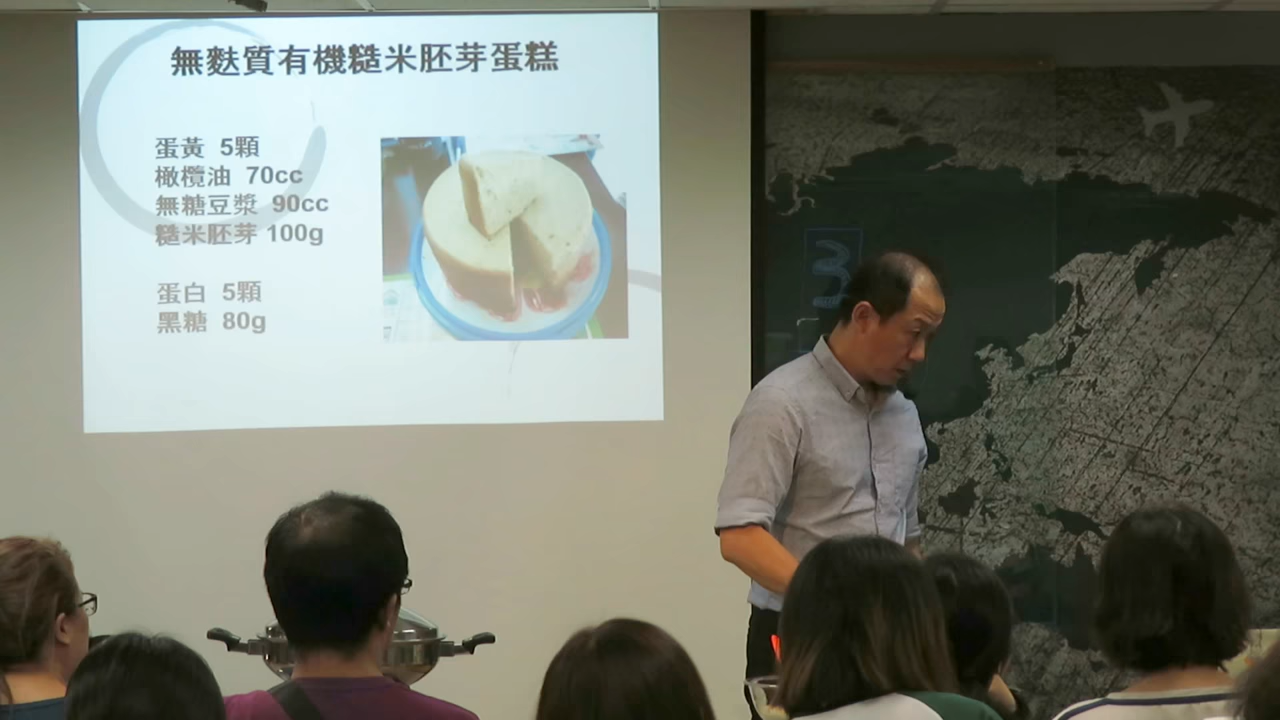 無麩質有機糙米胚芽蛋糕
蛋黃 5顆
橄欖油 70cc
無糖豆漿 90cc
糙米胚芽 100g
蛋白 5顆
黑糖 80g
3